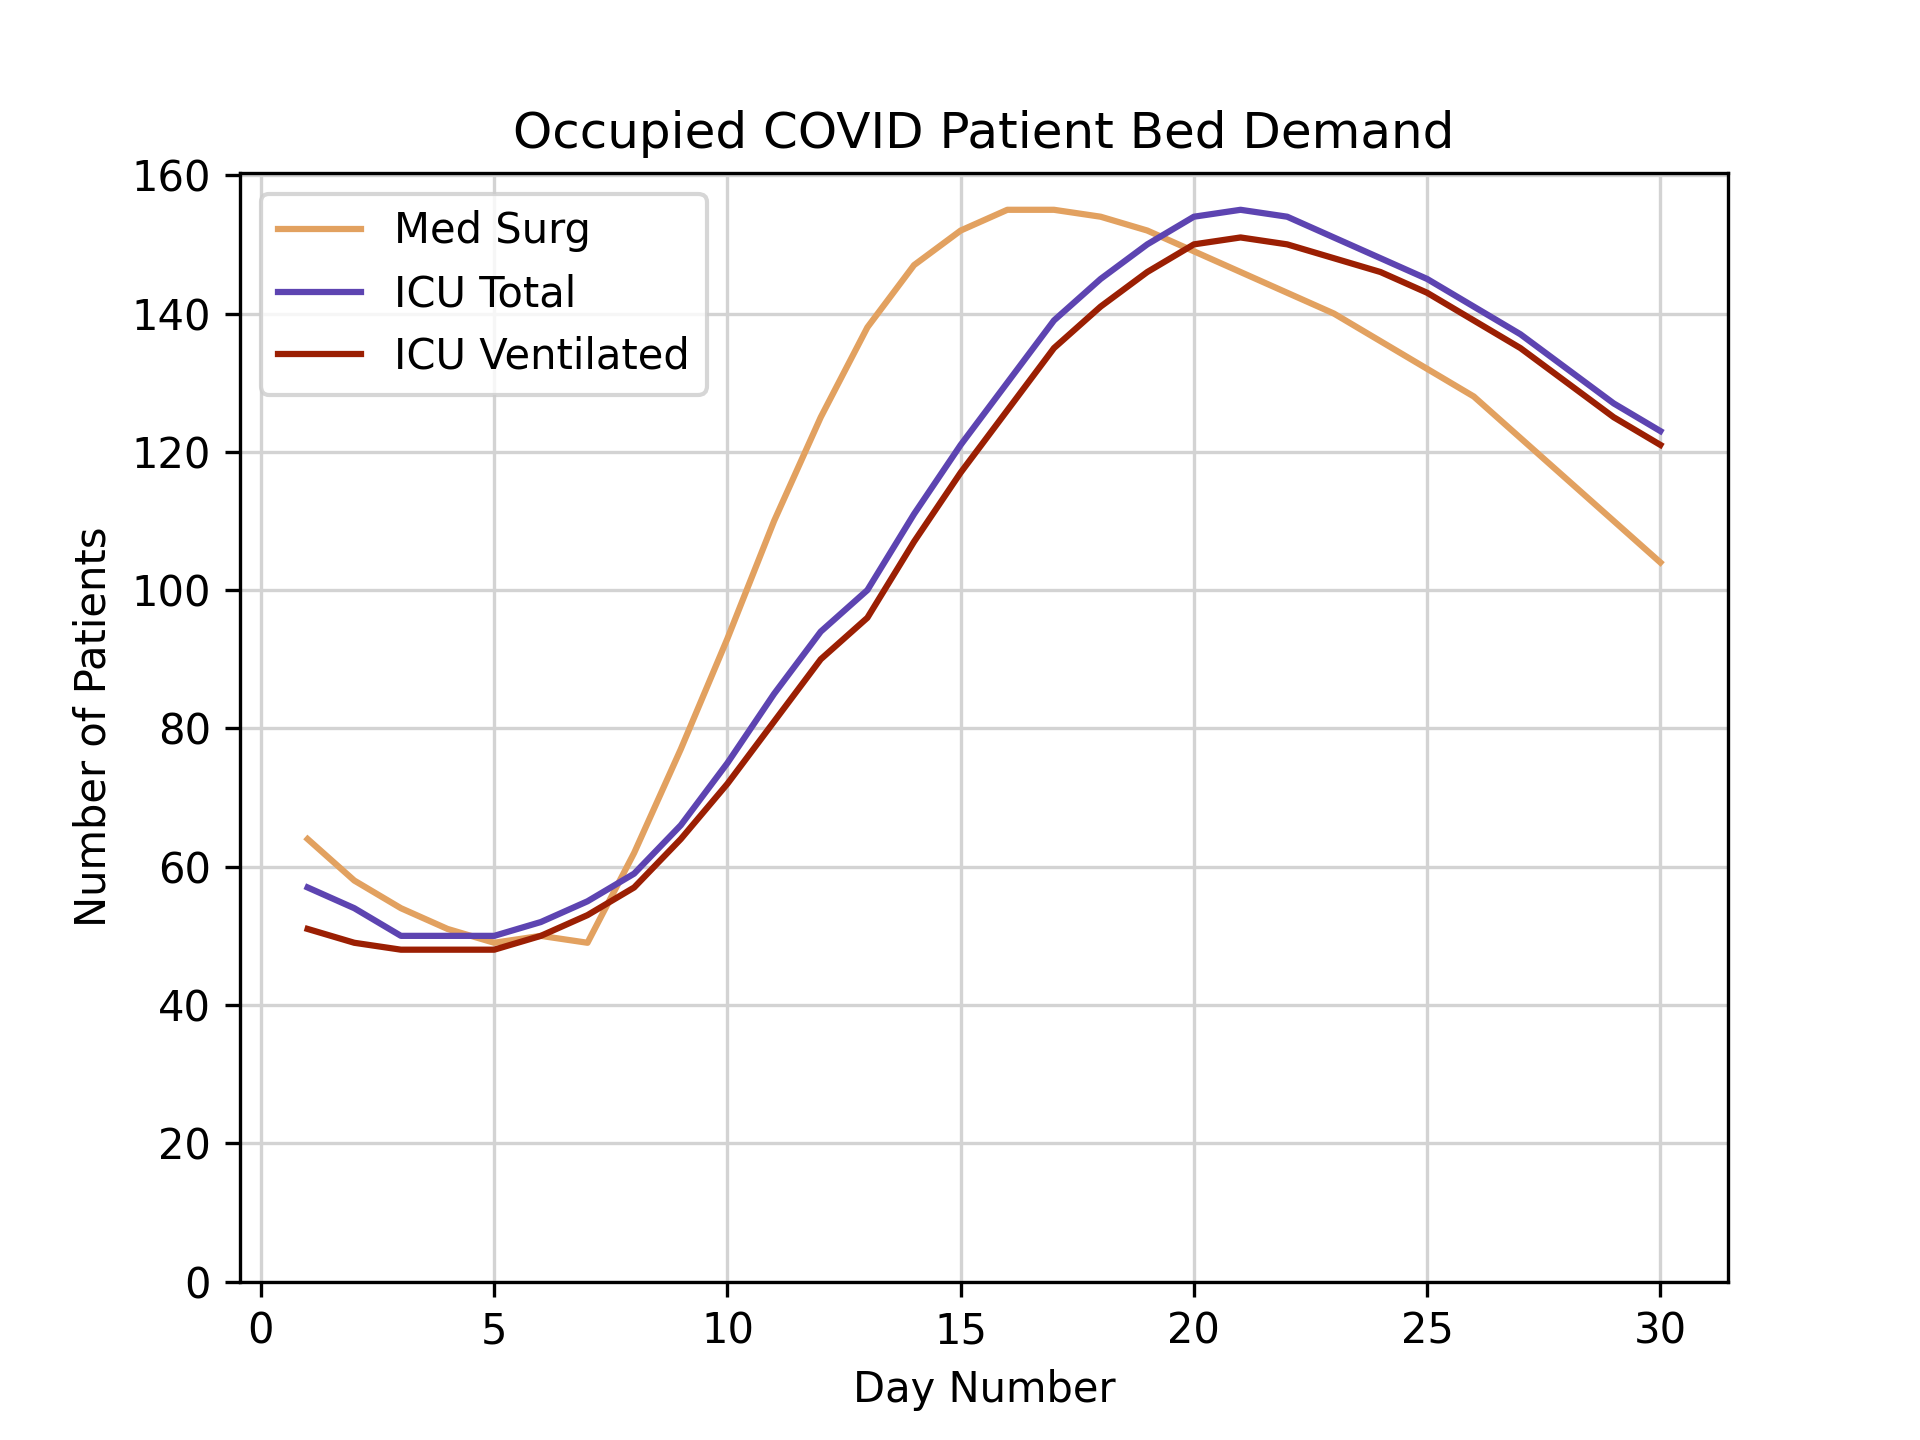 Occupied COVID Patient Bed Demand
160
140
120
100
80
60
40
20
0
Number of Patients
Med Surg
ICU Total
ICU Ventilated
0 5 10 15 20 25 30
Day Number